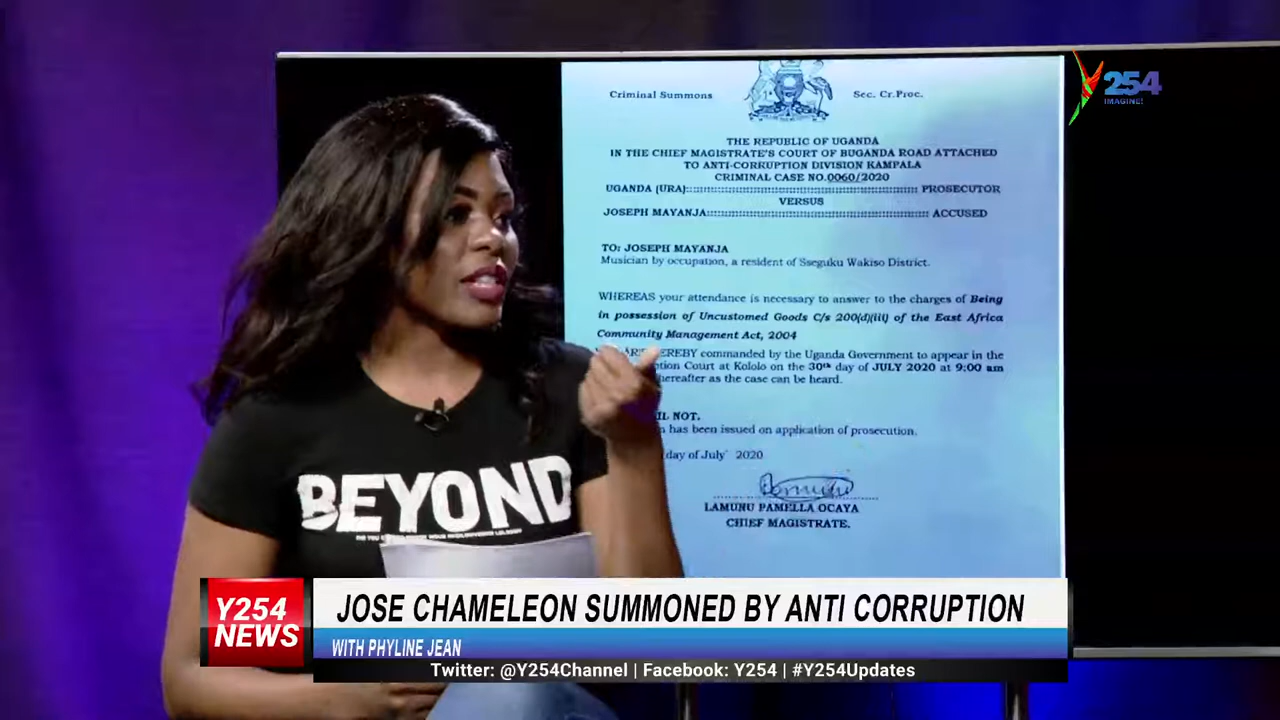 Y254
IMAGINE!
Criminal Summons Sec. Cr.Proc.
THE REPUBLIC OF UGANDA
IN THE CHIEF MAGISTRATE'S COURT OF BUGANDA ROAD ATTACHED
TO ANTI-CORRUPTION DIVISION KAMPALA
CRIMINAL CASE NO.0060/2020
UGANDA (URA):::::::::::::::::::::::::::::::::::::::::::::::::::::: PROSECUTOR
VERSUS
JOSEPH MAYANJA:::::::::::::::::::::::::::::::::::::::::::::::::::: ACCUSED
TO: JOSEPH MAYANJA
Musician by occupation, a resident of Sseguku Wakiso District.
WHEREAS your attendance is necessary to answer to the charges of Being
in possession of Uncustomed Goods C/s 200(d)(iii) of the East Africa
Community Management Act, 2004
HEREBY commanded by the Uganda Government to appear in the
Court at Kololo on the 30th day of JULY 2020 at 9:00 am
hereafter as the case can be heard.
NOT.
has been issued on application of prosecution.
day of July 2020
LAMUNU PAMELLA OCAYA
CHIEF MAGISTRATE.
BEYOND
Y254
NEWS
JOSE CHAMELEON SUMMONED BY ANTI CORRUPTION
WITH PHYLINE JEAN
Twitter: @Y254Channel | Facebook: Y254 | #Y254Updates